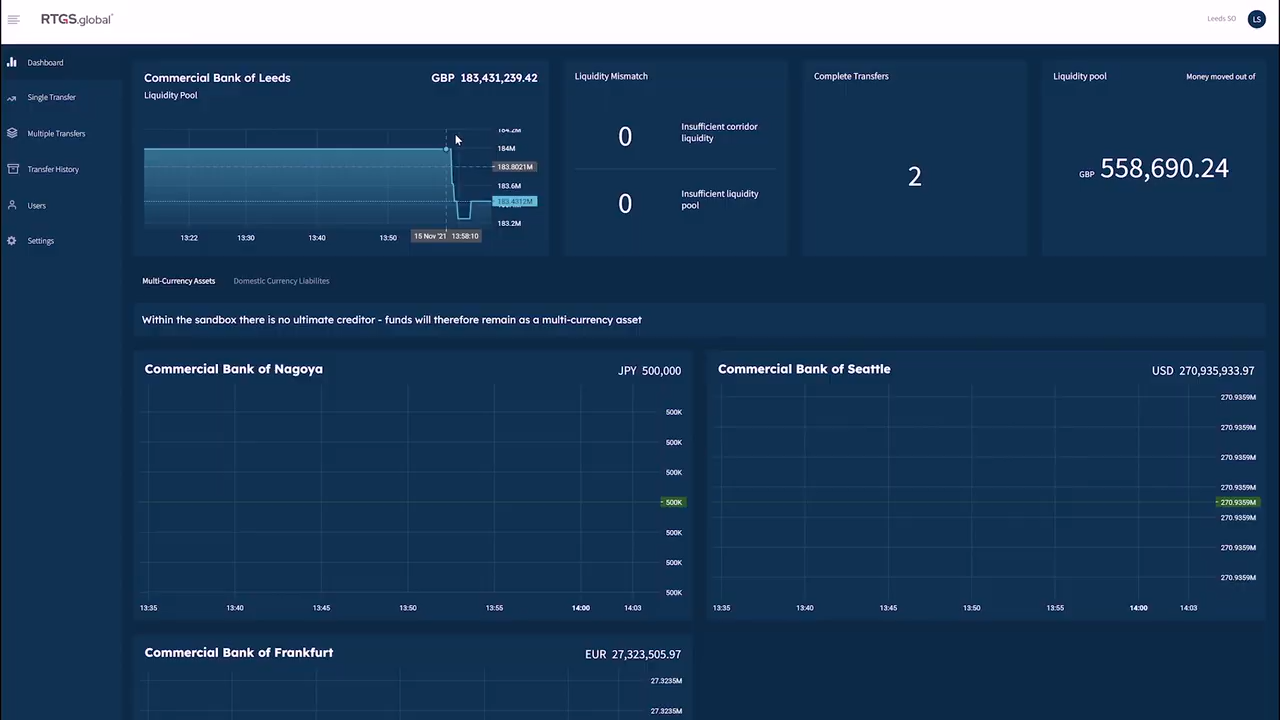 RTGS.global
Leeds SO
LS
Dashboard
Single Transfer
Multiple Transfers
Transfer History
Users
Settings
Commercial Bank of Leeds
GBP 183,431,239.42
Liquidity Pool
184.2M
184M
183.8021M
183.6M
183.4312M
183.2M
13:22
13:30
13:40
13:50
15 Nov '21 13:58:10
Liquidity Mismatch
0
Insufficient corridor
liquidity
0
Insufficient liquidity
pool
Complete Transfers
2
Liquidity pool
Money moved out of
GBP 558,690.24
Multi-Currency Assets
Domestic Currency Liabilites
Within the sandbox there is no ultimate creditor - funds will therefore remain as a multi-currency asset
Commercial Bank of Nagoya
JPY 500,000
500K
500K
500K
500K
500K
500K
500K
13:35
13:40
13:45
13:50
13:55
14:00
14:03
Commercial Bank of Seattle
USD 270,935,933.97
270.9359M
270.9359M
270.9359M
270.9359M
270.9359M
270.9359M
270.9359M
270.9359M
13:35
13:40
13:45
13:50
13:55
14:00
14:03
Commercial Bank of Frankfurt
EUR 27,323,505.97
27.3235M
27.3235M